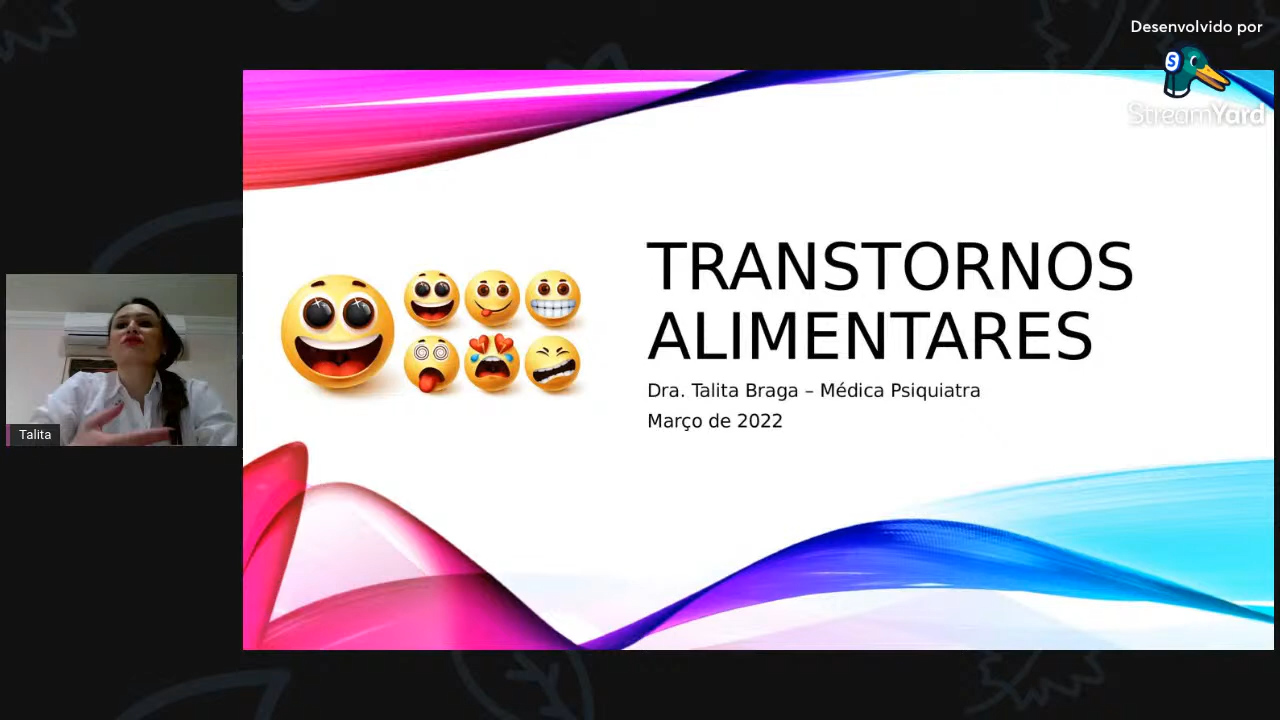 Desenvolvido por
S
StreamYard
TRANSTORNOS
ALIMENTARES
Dra. Talita Braga – Médica Psiquiatra
Março de 2022
Talita